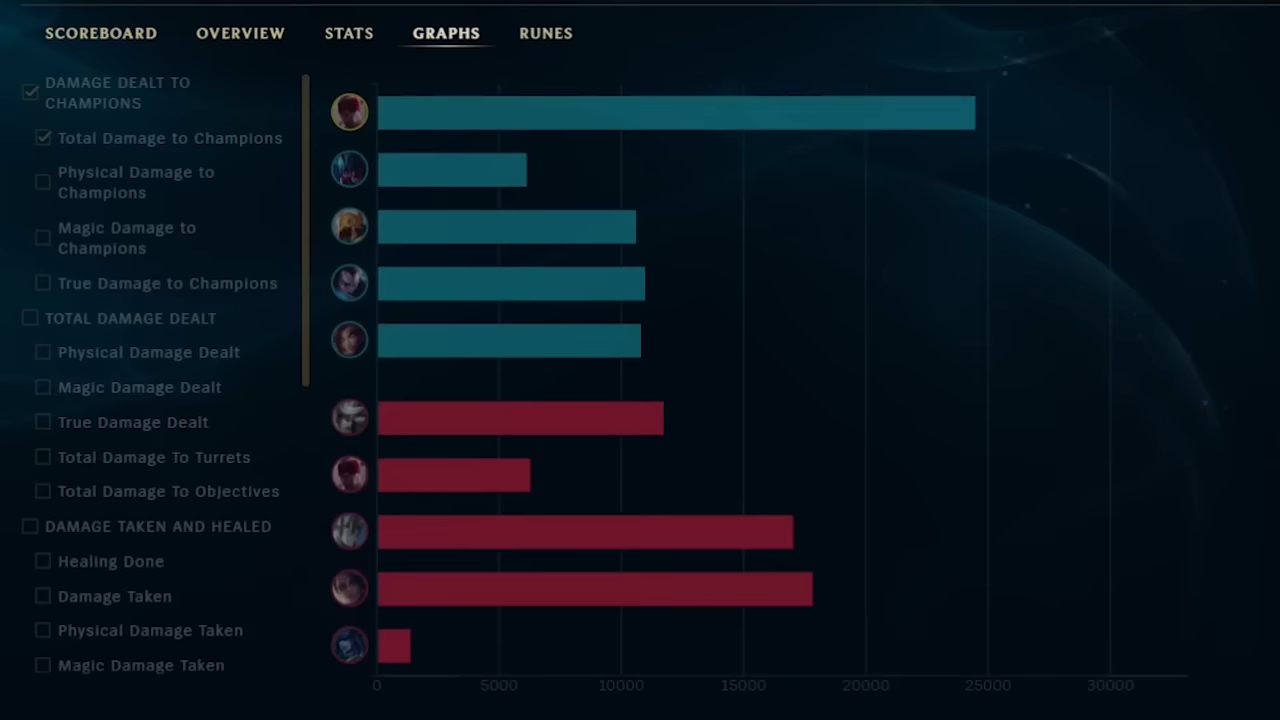 SCOREBOARD OVERVIEW STATS GRAPHS RUNES
DAMAGE DEALT TO
CHAMPIONS
Total Damage to Champions
Physical Damage to
Champions
Magic Damage to
Champions
True Damage to Champions
TOTAL DAMAGE DEALT
Physical Damage Dealt
Magic Damage Dealt
True Damage Dealt
Total Damage To Turrets
Total Damage To Objectives
DAMAGE TAKEN AND HEALED
Healing Done
Damage Taken
Physical Damage Taken
Magic Damage Taken
0 5000 10000 15000 20000 25000 30000